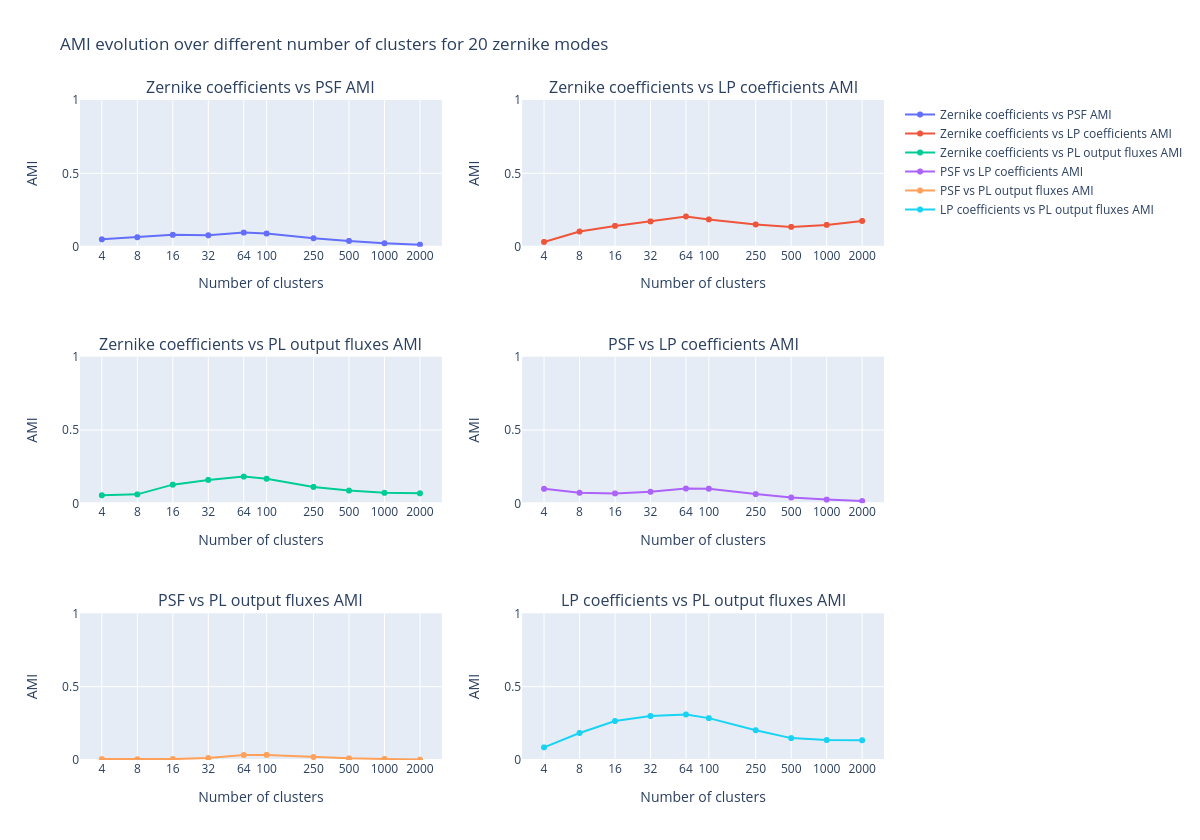 AMI evolution over different number of clusters for 20 zernike modes
Zernike coefficients vs PSF AMI
1
0.5
0
AMI
4 8 16 32 64 100 250 500 1000 2000
Number of clusters
Zernike coefficients vs LP coefficients AMI
1
0.5
0
AMI
4 8 16 32 64 100 250 500 1000 2000
Number of clusters
Zernike coefficients vs PSF AMI
Zernike coefficients vs LP coefficients AMI
Zernike coefficients vs PL output fluxes AMI
PSF vs LP coefficients AMI
PSF vs PL output fluxes AMI
LP coefficients vs PL output fluxes AMI
Zernike coefficients vs PL output fluxes AMI
1
0.5
0
AMI
4 8 16 32 64 100 250 500 1000 2000
Number of clusters
PSF vs LP coefficients AMI
1
0.5
0
AMI
4 8 16 32 64 100 250 500 1000 2000
Number of clusters
PSF vs PL output fluxes AMI
1
0.5
0
AMI
4 8 16 32 64 100 250 500 1000 2000
Number of clusters
LP coefficients vs PL output fluxes AMI
1
0.5
0
AMI
4 8 16 32 64 100 250 500 1000 2000
Number of clusters